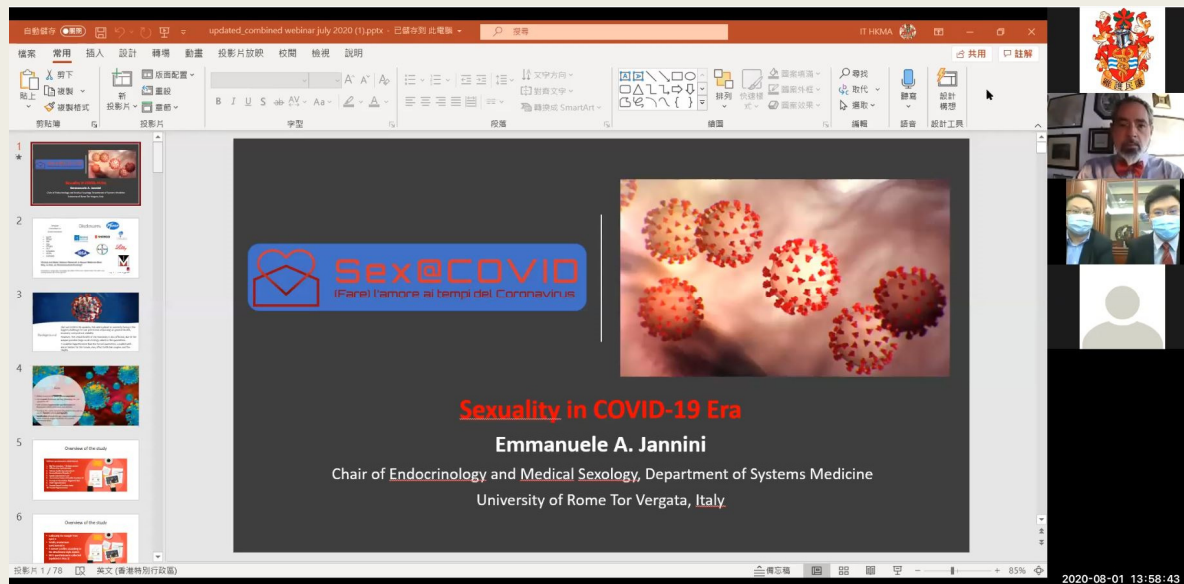 自動儲存
updated_combined webinar july 2020 (1).pptx - 已儲存到 此電腦
搜尋
IT HKMA
檔案 常用 插入 設計 轉場 動畫 投影片放映 校閱 檢視 說明
共用 註解
貼上
剪下
複製
複製格式
新
投影片
版面配置
重設
章節
B I U S ab AV Aa A
文字方向
對齊文字
轉換成 SmartArt
排列
快速樣
式
圖案填滿
圖案外框
圖案效果
尋找
取代
選取
聽寫
設計
構想
剪貼簿 投影片 字型 段落 繪圖 編輯 語音 設計工具
1
2
Disclosures
3
4
5
Overview of the study
6
Overview of the study
Sex@COVID
(Fare) l'amore ai tempi del Coronavirus
Sexuality in COVID-19 Era
Emmanuele A. Jannini
Chair of Endocrinology and Medical Sexology, Department of Systems Medicine
University of Rome Tor Vergata, Italy
投影片 1 / 78 英文 (香港特別行政區)
備忘稿 85%
2020-08-01 13:58:43